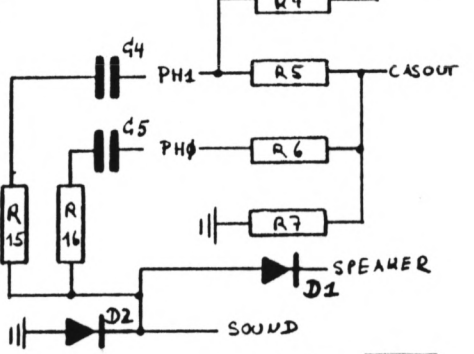 R4
C4
PH1
R5
CASOUT
C5
PHØ
R6
R
15
R
16
R7
SPEAKER
D1
D2
SOUND